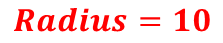 Radius = 10